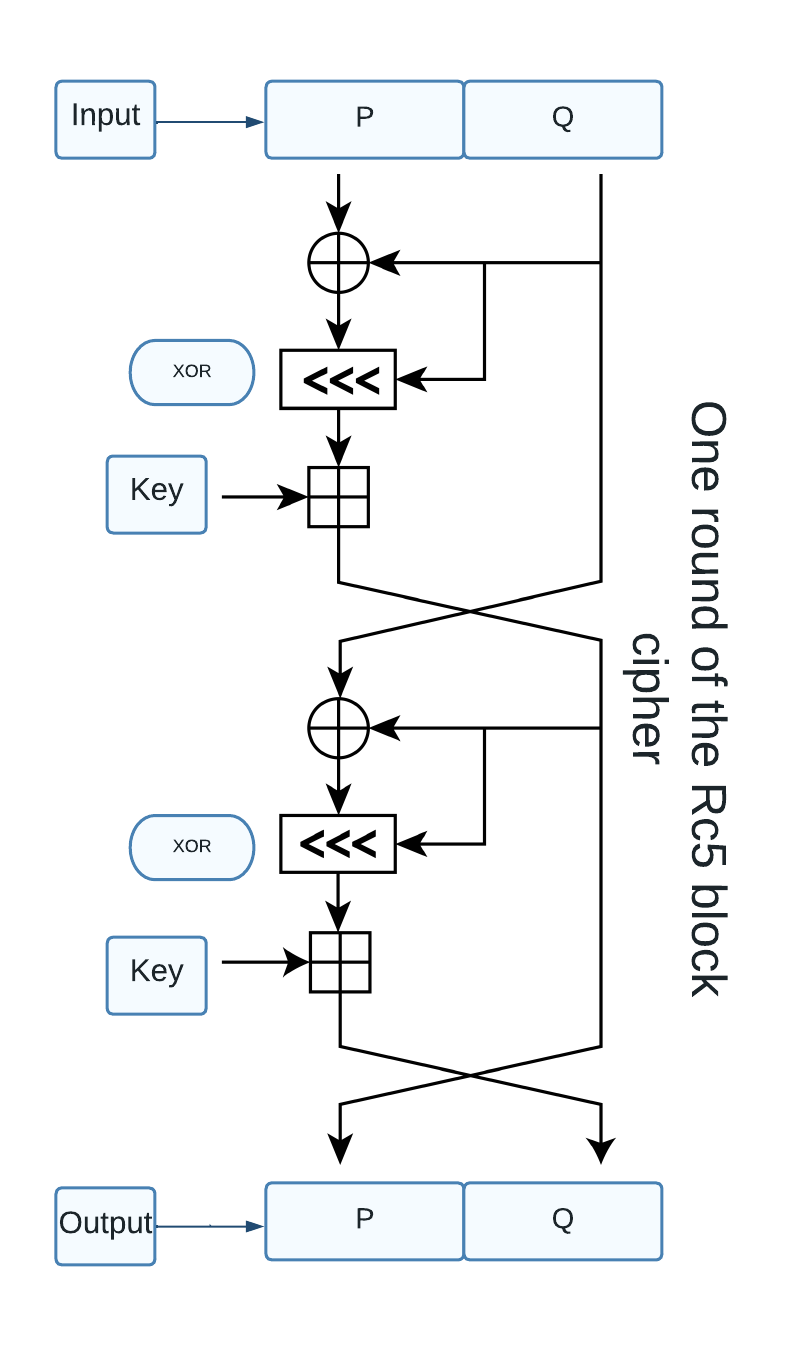 Input
P
Q
<<<
XOR
Key
One round of the Rc5 block
cipher
<<<
XOR
Key
Output
P
Q